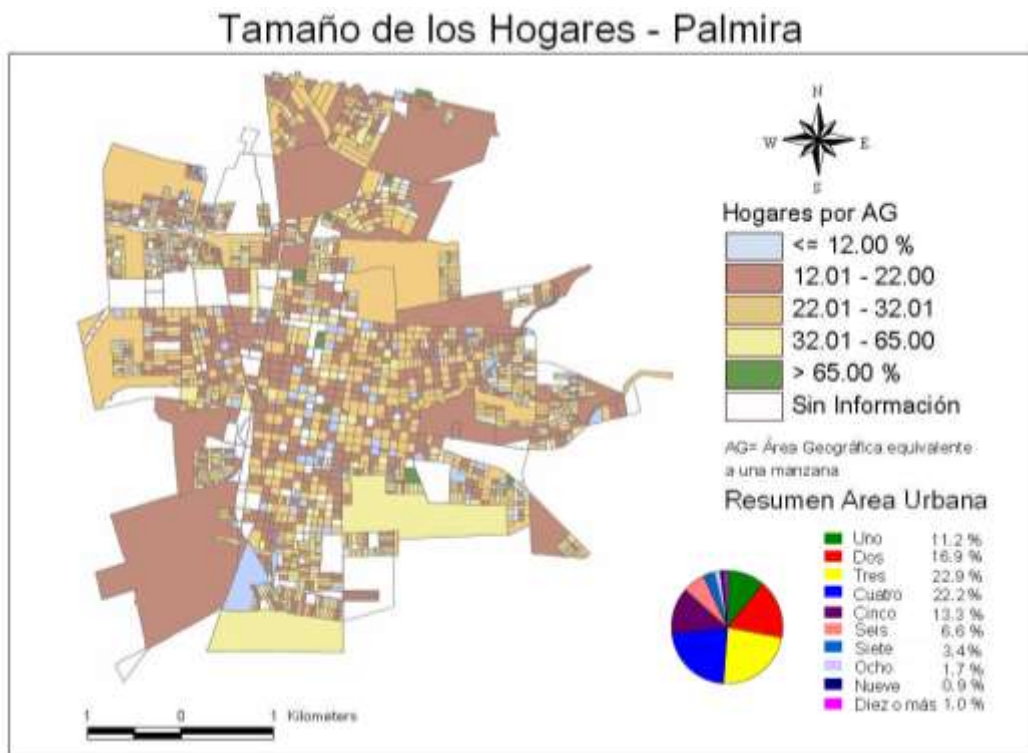 Tamaño de los Hogares - Palmira
N
W E
S
Hogares por AG
<= 12.00 %
12.01 - 22.00
22.01 - 32.01
32.01 - 65.00
> 65.00 %
Sin Información
AG= Área Geográfica equivalente
a una manzana
Resumen Area Urbana
Uno 11.2 %
Dos 16.9 %
Tres 22.9 %
Cuatro 22.2 %
Cinco 13.3 %
Seis 6.6 %
Siete 3.4 %
Ocho 1.7 %
Nueve 0.9 %
Diez o más 1.0 %
1 0 1 Kilometers